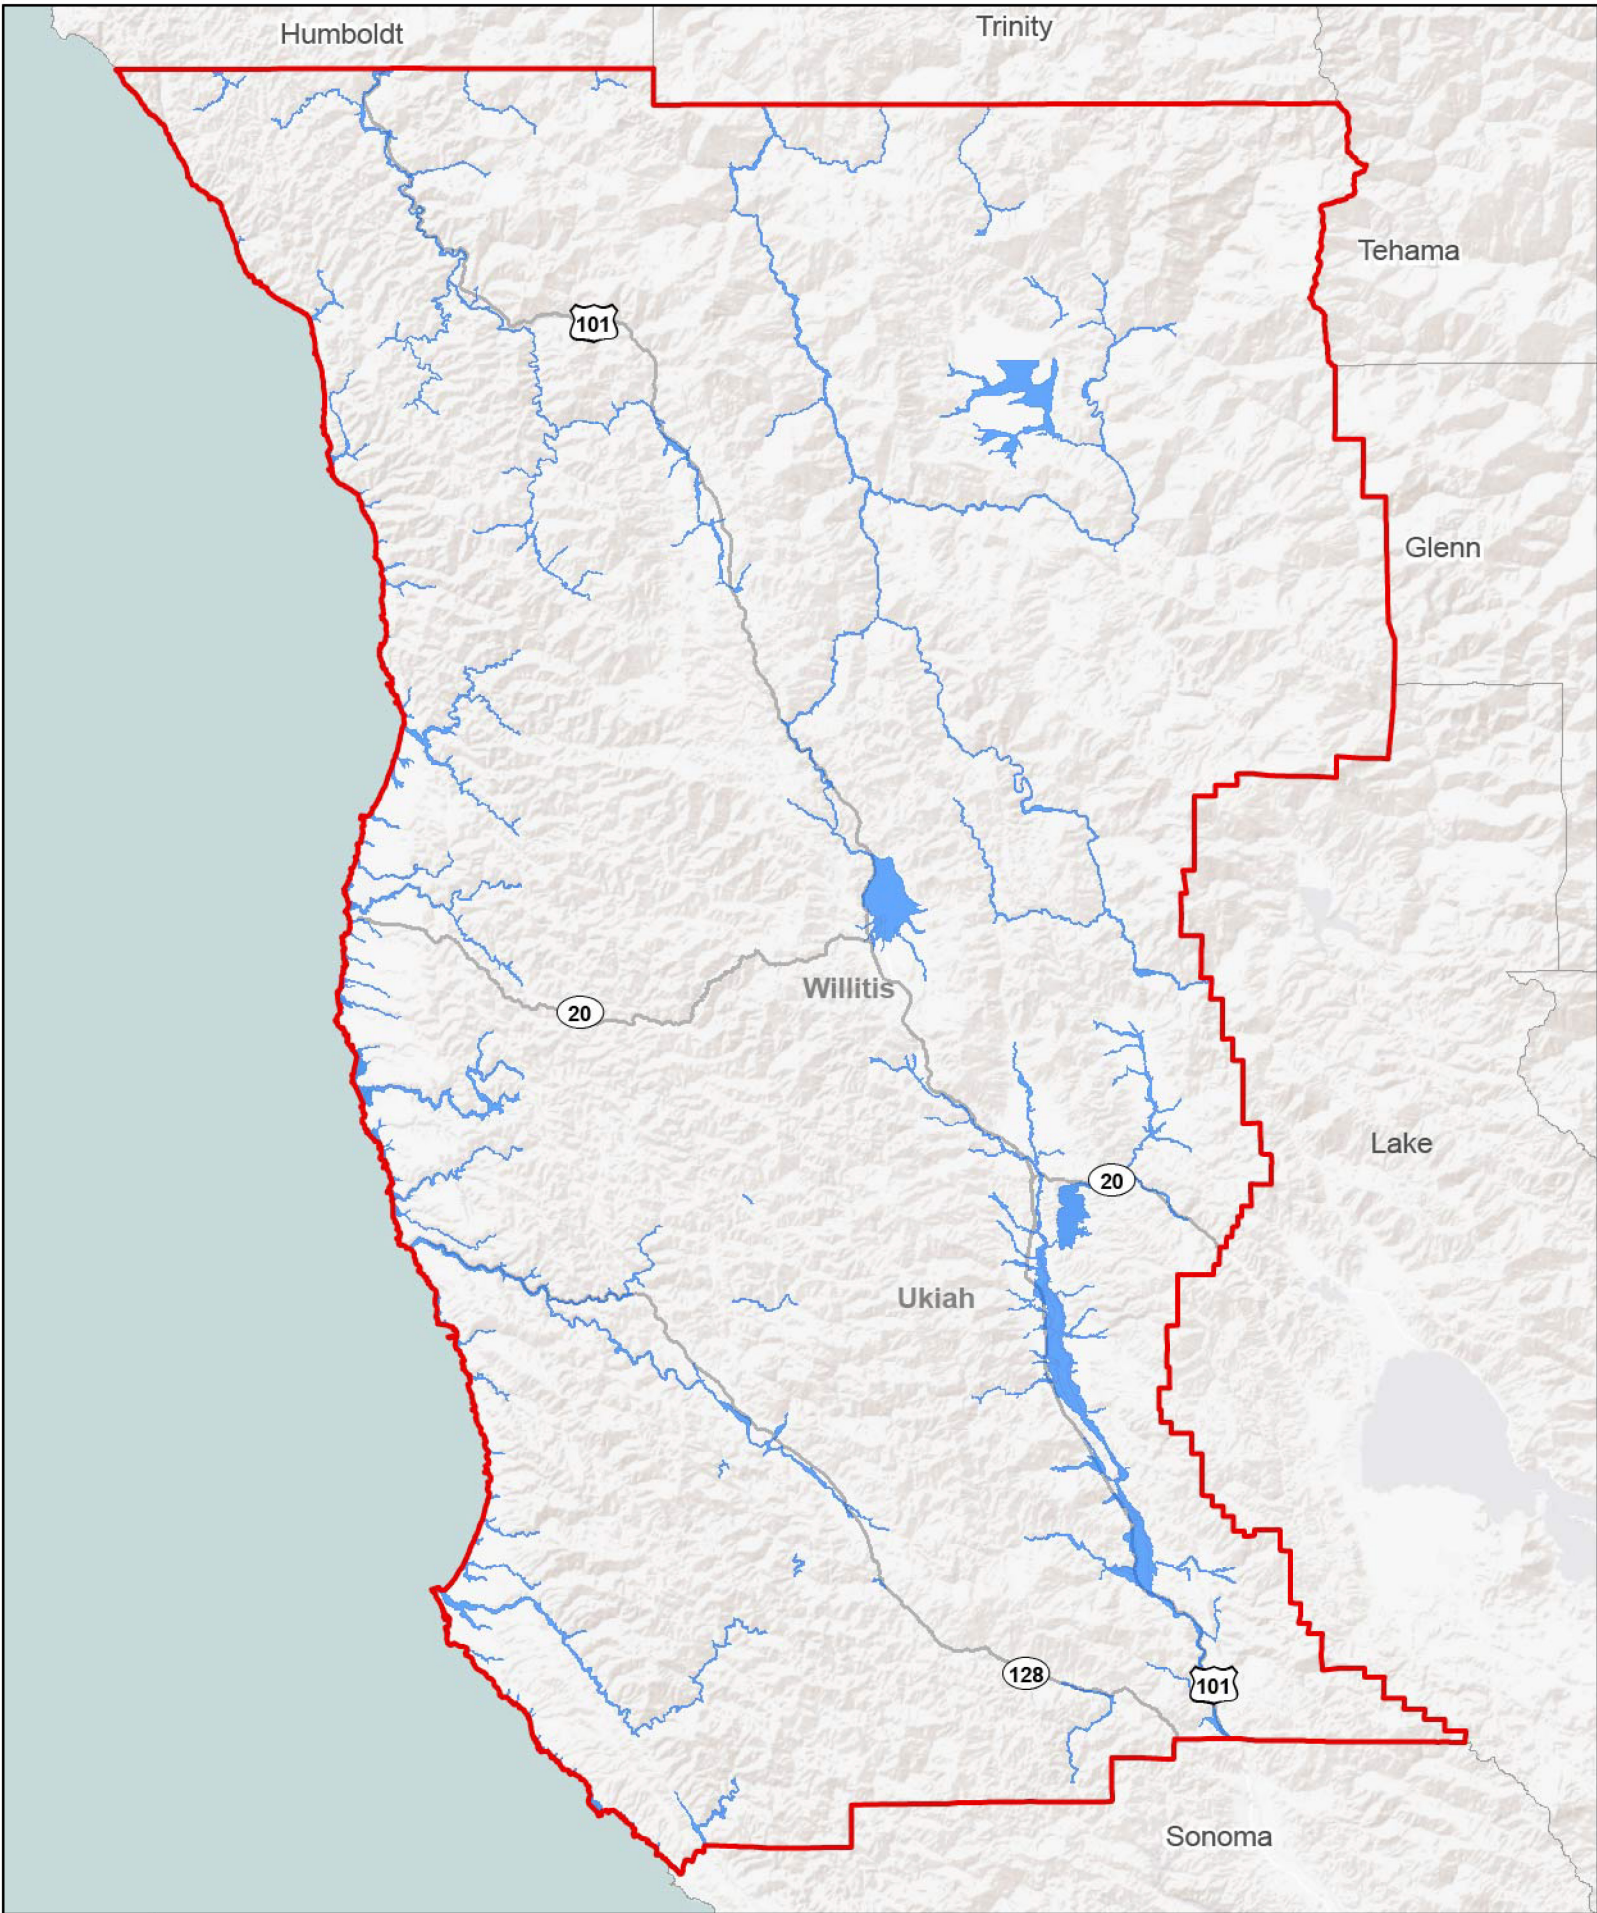 Humboldt
Trinity
Tehama
101
Glenn
Willitis
20
Lake
20
Ukiah
128
101
Sonoma